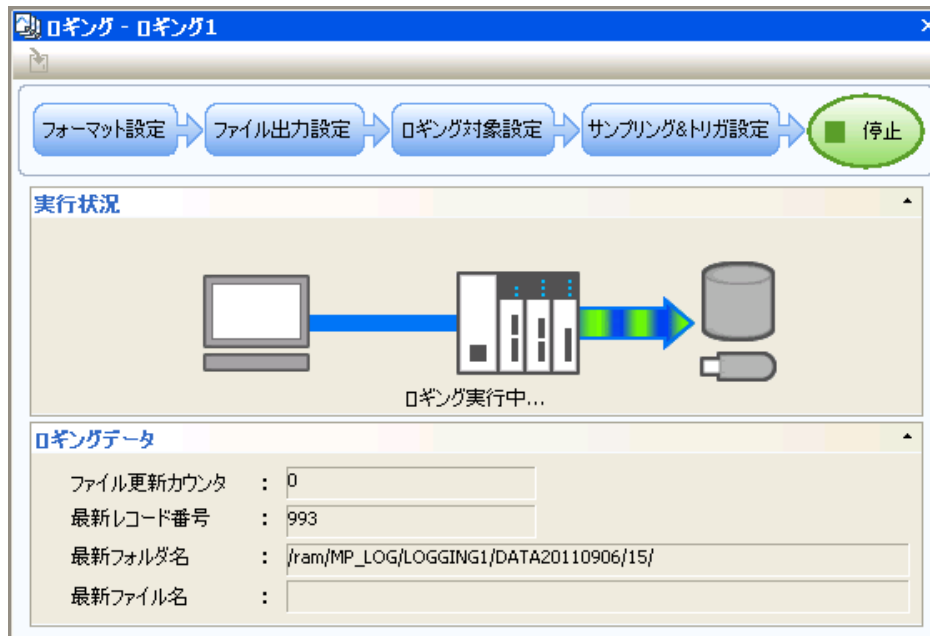 ロギング - ロギング1
フォーマット設定 ファイル出力設定 ロギング対象設定 サンプリング&トリガ設定 停止
実行状況
ロギング実行中...
ロギングデータ
ファイル更新カウンタ : 0
最新レコード番号 : 993
最新フォルダ名 : /ram/MP_LOG/LOGGING1/DATA20110906/15/
最新ファイル名 :